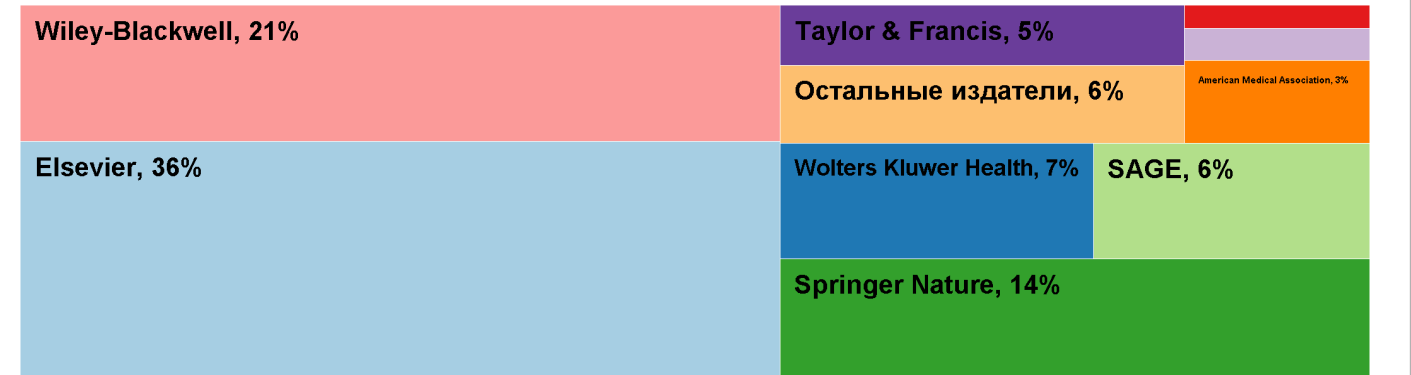 Wiley-Blackwell, 21%
Elsevier, 36%
Taylor & Francis, 5%
Остальные издатели, 6%
American Medical Association, 3%
Wolters Kluwer Health, 7%
SAGE, 6%
Springer Nature, 14%